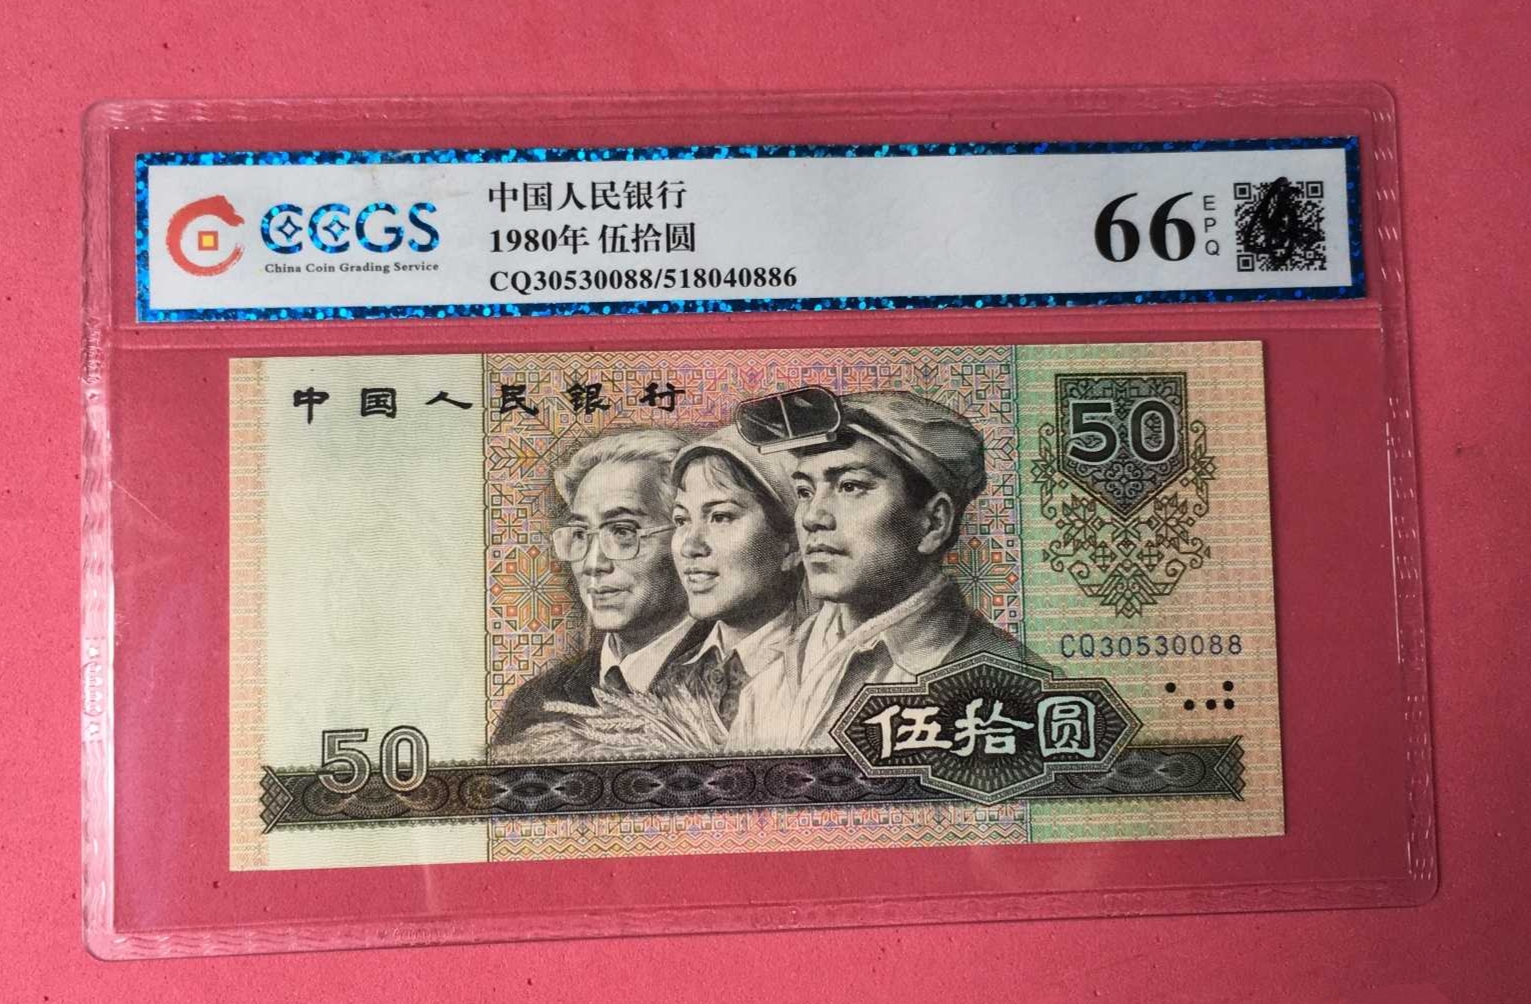 CCGS
China Coin Grading Service
中国人民银行
1980年 伍拾圆
CQ30530088/518040886
66
EPQ
中国人民银行
50
CQ30530088
伍拾圆
50